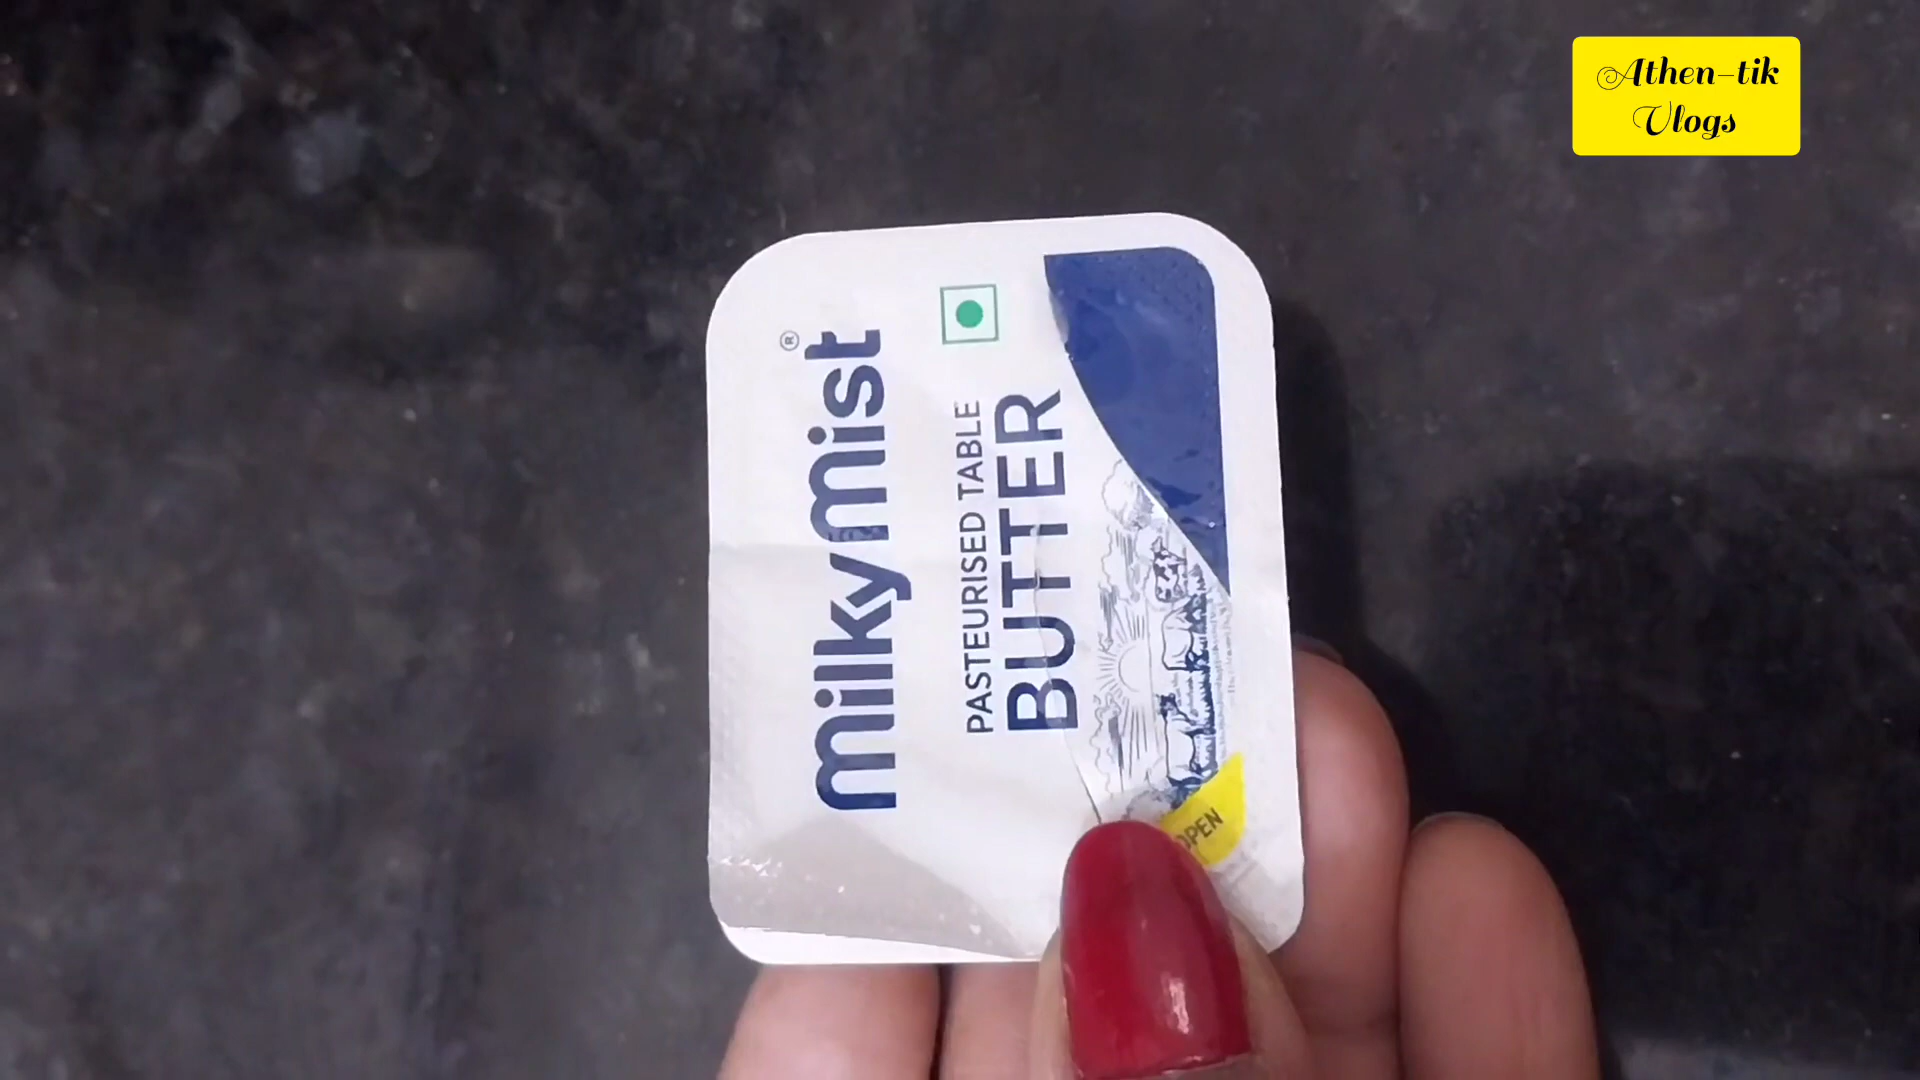 Athen-tik
Vlogs
milkymist®
PASTEURISED TABLE
BUTTER
OPEN